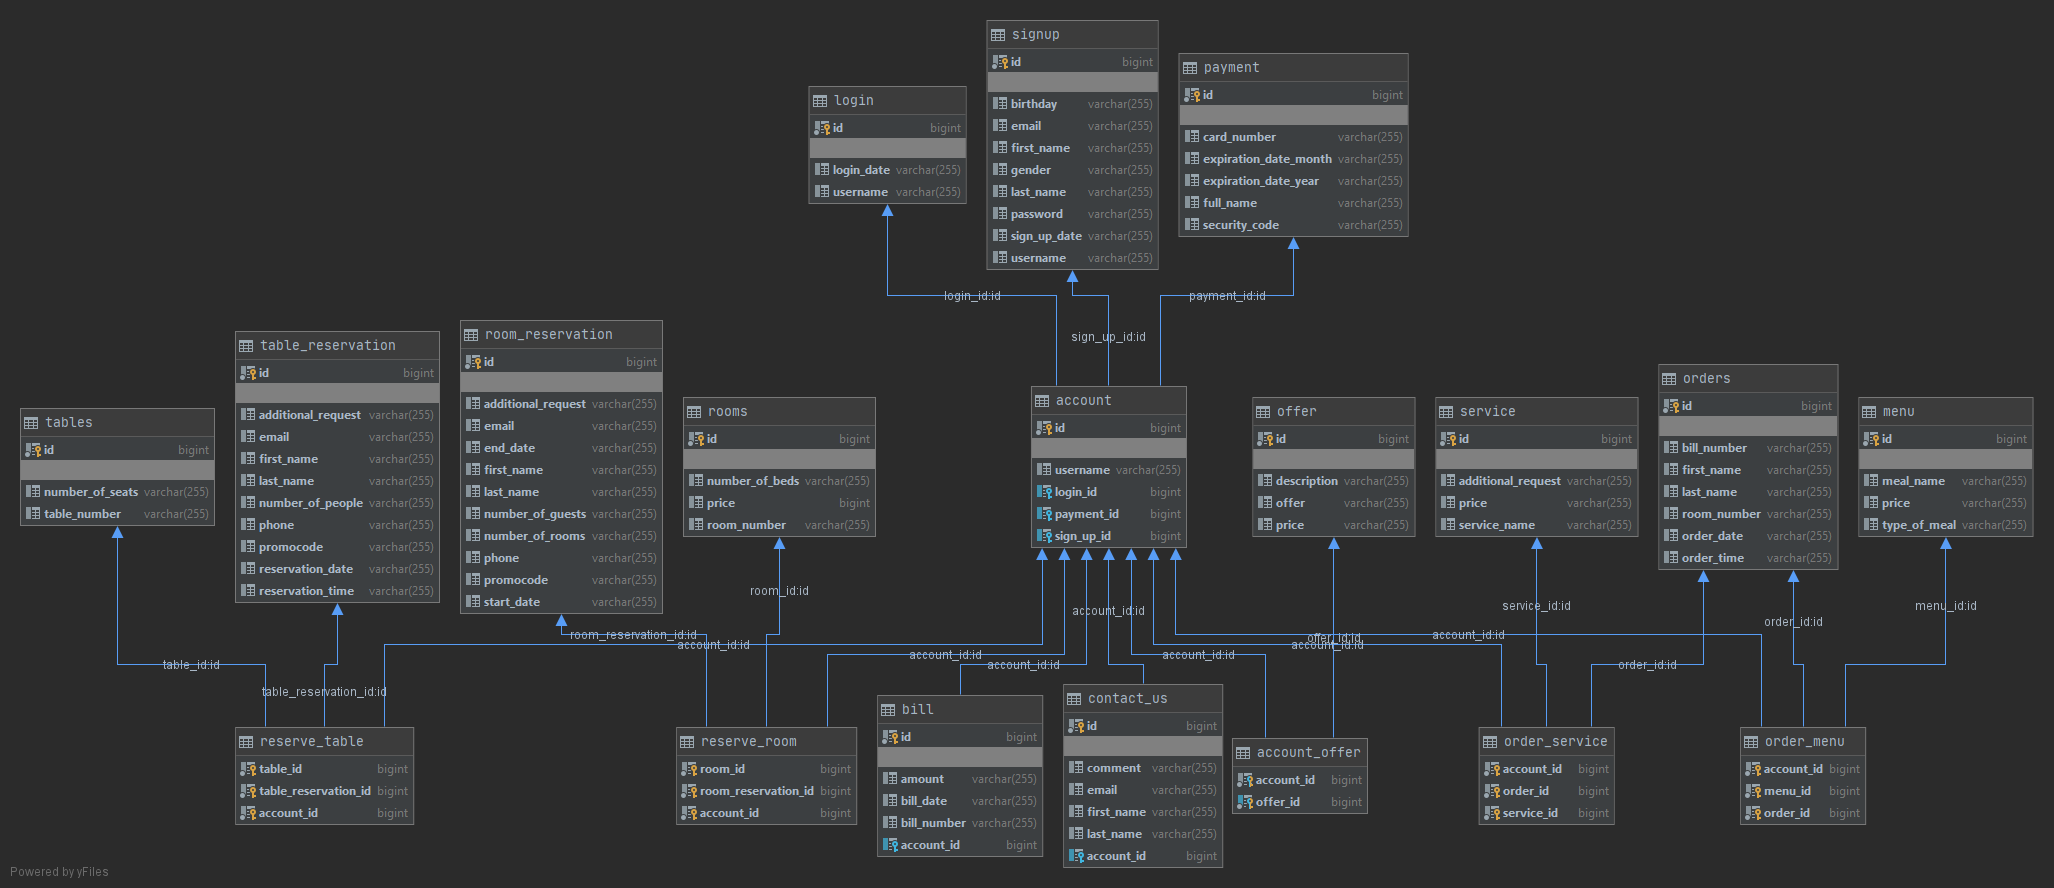 signup
id bigint
birthday varchar(255)
email varchar(255)
first_name varchar(255)
gender varchar(255)
last_name varchar(255)
password varchar(255)
sign_up_date varchar(255)
username varchar(255)
payment
id bigint
card_number varchar(255)
expiration_date_month varchar(255)
expiration_date_year varchar(255)
full_name varchar(255)
security_code varchar(255)
login
id bigint
login_date varchar(255)
username varchar(255)
login_id:id
payment_id:id
sign_up_id:id
tables
id bigint
number_of_seats varchar(255)
table_number varchar(255)
table_reservation
id bigint
additional_request varchar(255)
email varchar(255)
first_name varchar(255)
last_name varchar(255)
number_of_people varchar(255)
phone varchar(255)
promocode varchar(255)
reservation_date varchar(255)
reservation_time varchar(255)
room_reservation
id bigint
additional_request varchar(255)
email varchar(255)
end_date varchar(255)
first_name varchar(255)
last_name varchar(255)
number_of_guests varchar(255)
number_of_rooms varchar(255)
phone varchar(255)
promocode varchar(255)
start_date varchar(255)
rooms
id bigint
number_of_beds varchar(255)
price bigint
room_number varchar(255)
account
id bigint
username varchar(255)
login_id bigint
payment_id bigint
sign_up_id bigint
offer
id bigint
description varchar(255)
offer varchar(255)
price varchar(255)
service
id bigint
additional_request varchar(255)
price varchar(255)
service_name varchar(255)
orders
id bigint
bill_number varchar(255)
first_name varchar(255)
last_name varchar(255)
room_number varchar(255)
order_date varchar(255)
order_time varchar(255)
menu
id bigint
meal_name varchar(255)
price varchar(255)
type_of_meal varchar(255)
room_id:id
account_id:id
service_id:id
menu_id:id
order_id:id
room_reservation_id:id
account_id:id
offer_id:id
account_id:id
account_id:id
table_id:id
account_id:id
account_id:id
account_id:id
order_id:id
table_reservation_id:id
reserve_table
table_id bigint
table_reservation_id bigint
account_id bigint
reserve_room
room_id bigint
room_reservation_id bigint
account_id bigint
bill
id bigint
amount varchar(255)
bill_date varchar(255)
bill_number varchar(255)
account_id bigint
contact_us
id bigint
comment varchar(255)
email varchar(255)
first_name varchar(255)
last_name varchar(255)
account_id bigint
account_offer
account_id bigint
offer_id bigint
order_service
account_id bigint
order_id bigint
service_id bigint
order_menu
account_id bigint
menu_id bigint
order_id bigint
Powered by yFiles